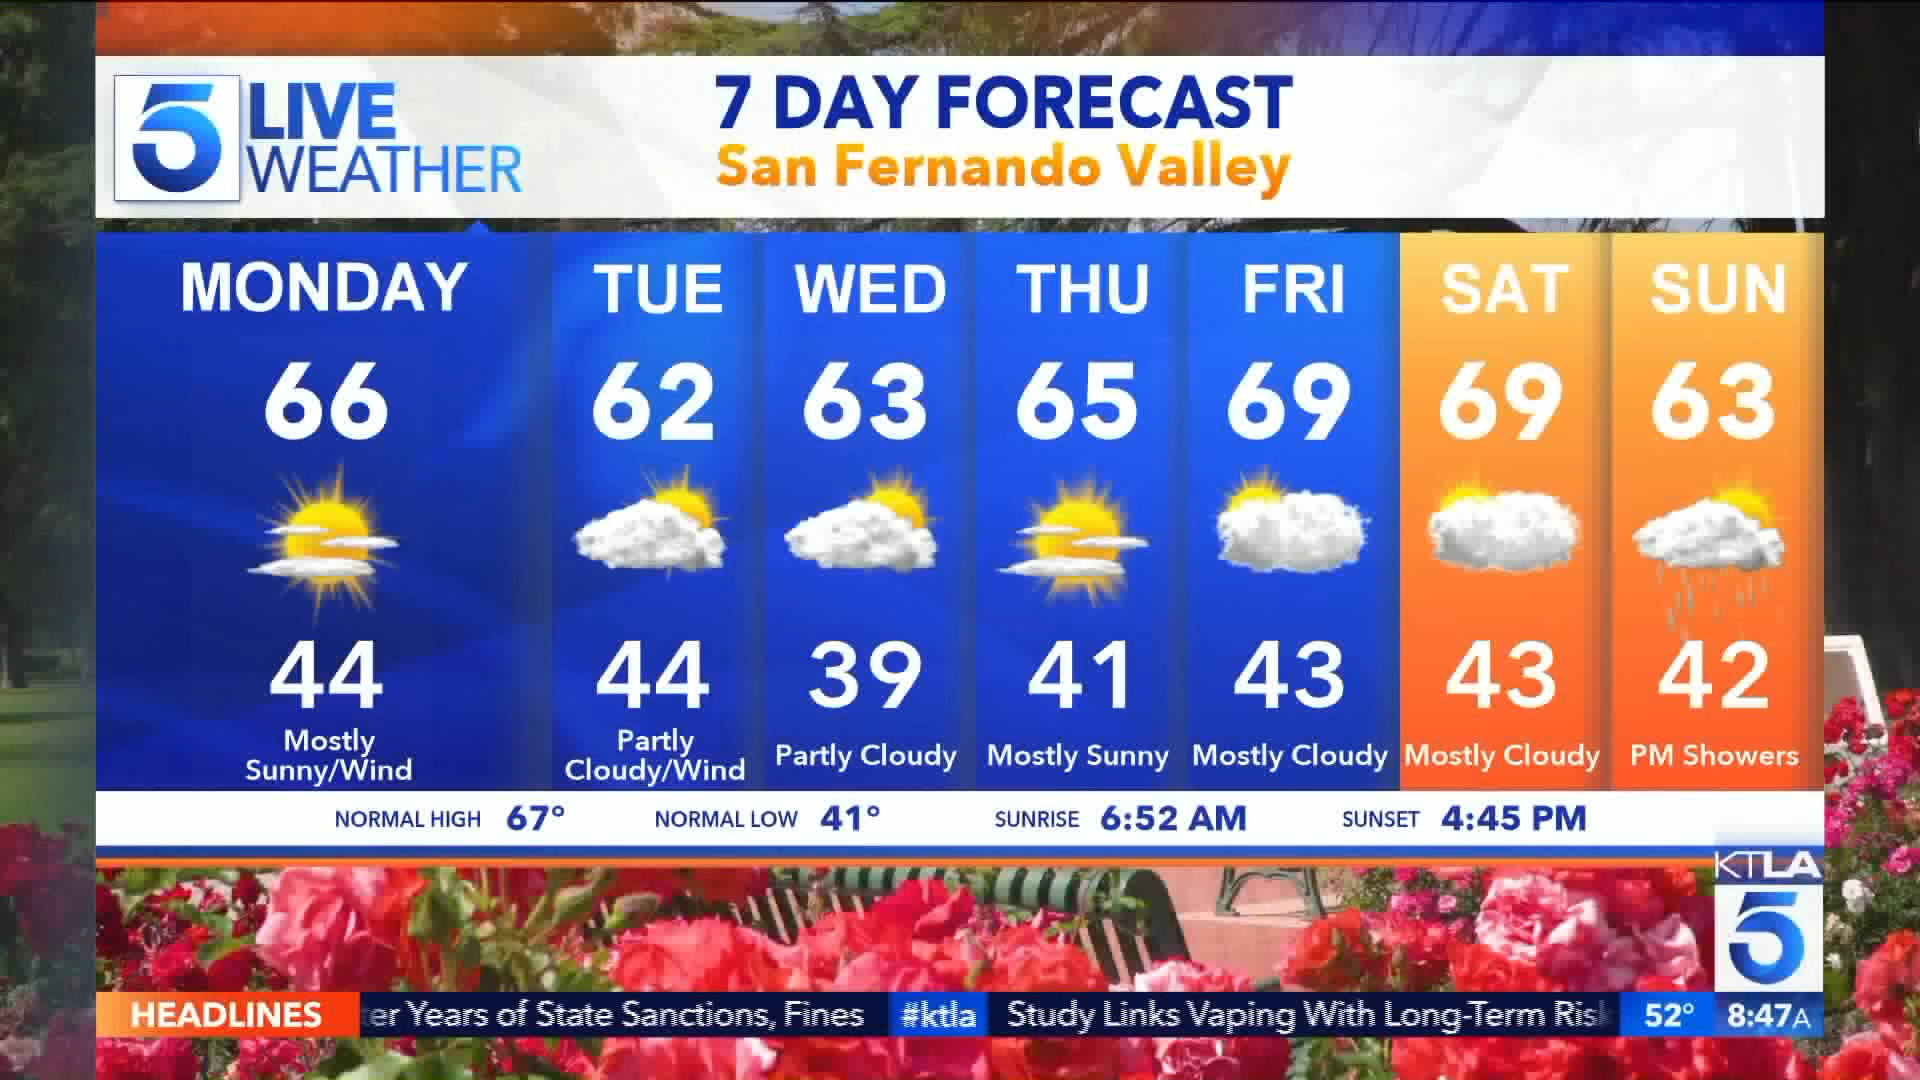 5 LIVE
WEATHER
7 DAY FORECAST
San Fernando Valley
MONDAY
66
44
Mostly
Sunny/Wind
TUE
62
44
Partly
Cloudy/Wind
WED
63
39
Partly Cloudy
THU
65
41
Mostly Sunny
FRI
69
43
Mostly Cloudy
SAT
69
43
Mostly Cloudy
SUN
63
42
PM Showers
NORMAL HIGH 67° NORMAL LOW 41° SUNRISE 6:52 AM SUNSET 4:45 PM
KTLA
5
HEADLINES er Years of State Sanctions, Fines #ktla Study Links Vaping With Long-Term Risk 52° 8:47A